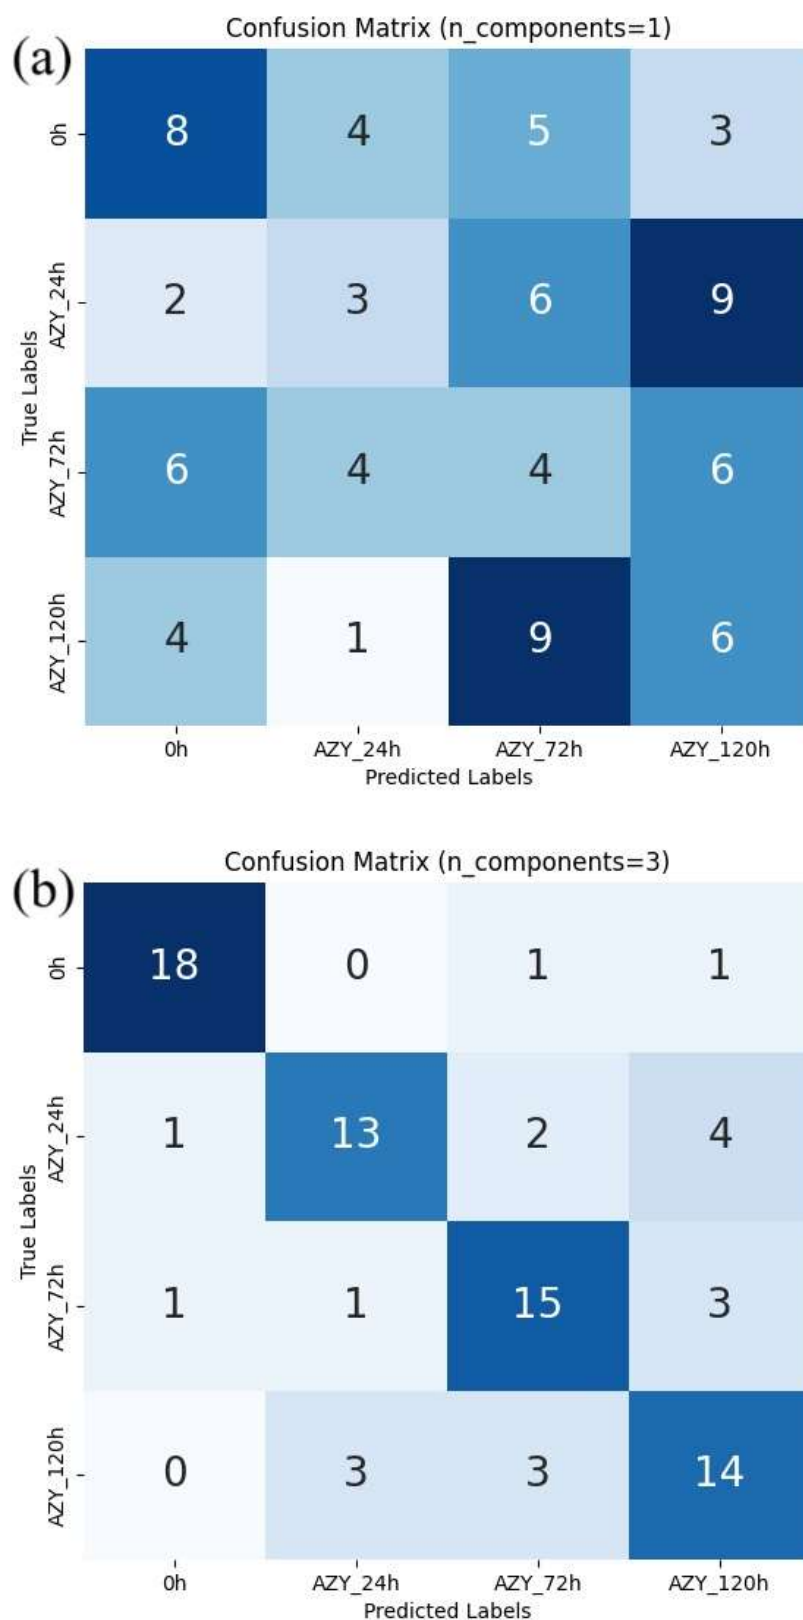 Confusion Matrix (n_components=1)
(a)
True Labels
0h 8 4 5 3
AZY_24h 2 3 6 9
AZY_72h 6 4 4 6
AZY_120h 4 1 9 6
0h AZY_24h AZY_72h AZY_120h
Predicted Labels
Confusion Matrix (n_components=3)
(b)
True Labels
0h 18 0 1 1
AZY_24h 1 13 2 4
AZY_72h 1 1 15 3
AZY_120h 0 3 3 14
0h AZY_24h AZY_72h AZY_120h
Predicted Labels